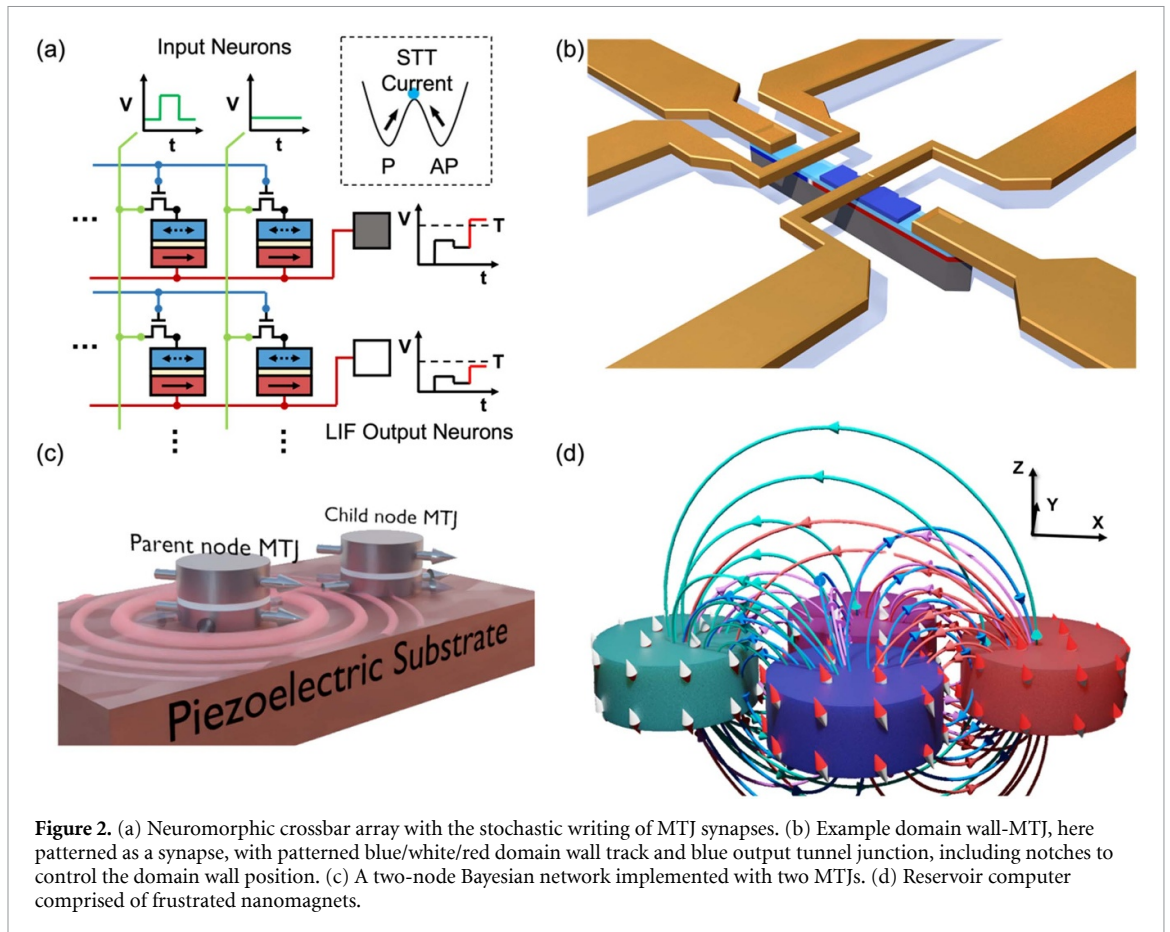 (a)
Input Neurons
V
t
V
t
STT
Current
P
AP
...
V
T
t
...
V
T
t
⋮
⋮
LIF Output Neurons
(b)
(c)
Parent node MTJ
Child node MTJ
Piezoelectric Substrate
(d)
Z
Y
X
Figure 2. (a) Neuromorphic crossbar array with the stochastic writing of MTJ synapses. (b) Example domain wall-MTJ, here
patterned as a synapse, with patterned blue/white/red domain wall track and blue output tunnel junction, including notches to
control the domain wall position. (c) A two-node Bayesian network implemented with two MTJs. (d) Reservoir computer
comprised of frustrated nanomagnets.